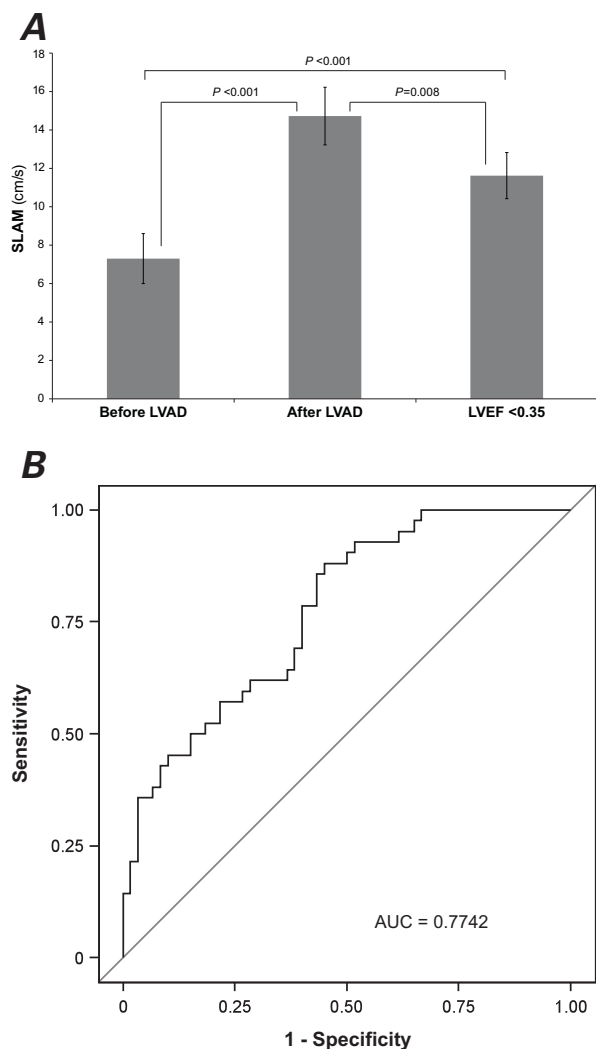 A
18
16
14
12
10
8
6
4
2
0
SLAM (cm/s)
P <0.001
P <0.001
P=0.008
Before LVAD After LVAD LVEF <0.35
B
1.00
0.75
0.50
0.25
0
Sensitivity
AUC = 0.7742
0 0.25 0.50 0.75 1.00
1 - Specificity